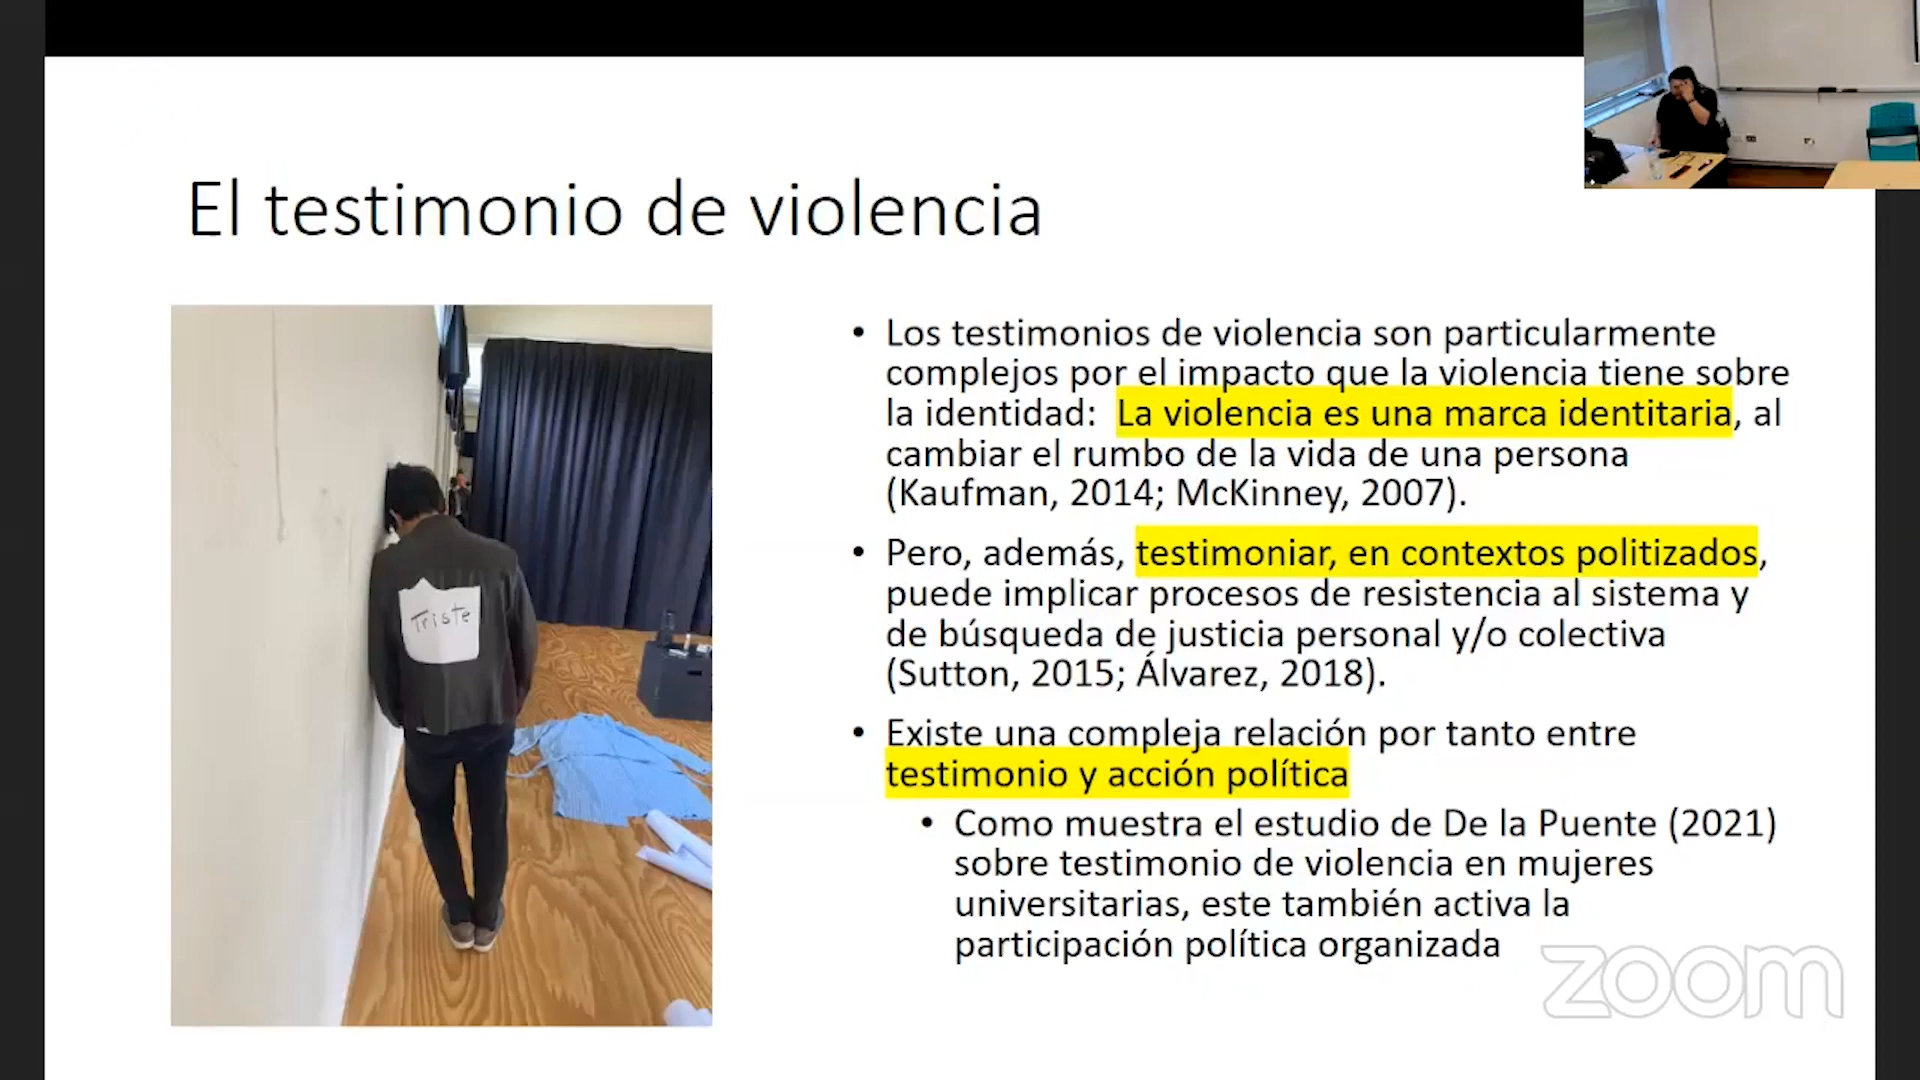 El testimonio de violencia
Triste
• Los testimonios de violencia son particularmente
complejos por el impacto que la violencia tiene sobre
la identidad: La violencia es una marca identitaria, al
cambiar el rumbo de la vida de una persona
(Kaufman, 2014; McKinney, 2007).
• Pero, además, testimoniar, en contextos politizados,
puede implicar procesos de resistencia al sistema y
de búsqueda de justicia personal y/o colectiva
(Sutton, 2015; Álvarez, 2018).
• Existe una compleja relación por tanto entre
testimonio y acción política
• Como muestra el estudio de De la Puente (2021)
sobre testimonio de violencia en mujeres
universitarias, este también activa la
participación política organizada
zoom